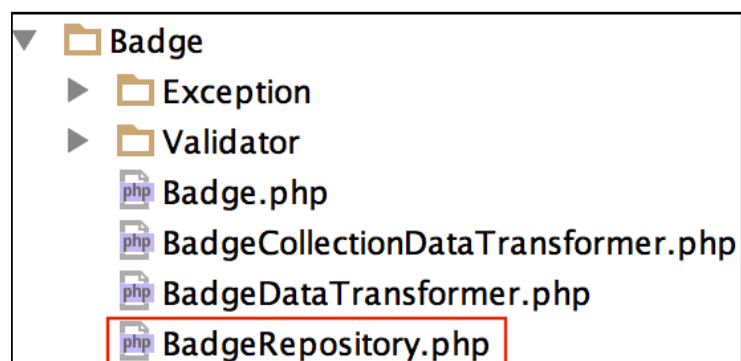 Badge
Exception
Validator
php Badge.php
php BadgeCollectionDataTransformer.php
php BadgeDataTransformer.php
php BadgeRepository.php